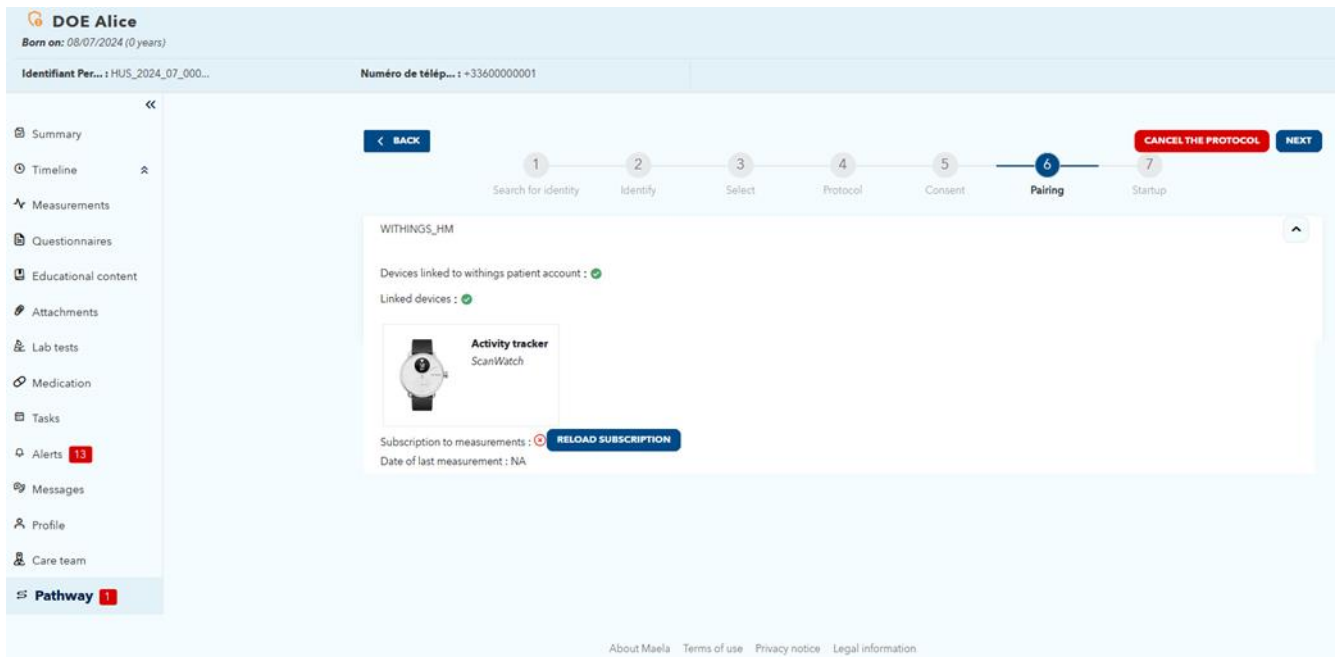 DOE Alice
Born on: 08/07/2024 (0 years)
Identifiant Per... : HUS_2024_07_000...
Numéro de télép... : +33600000001
Summary
Timeline
Measurements
Questionnaires
Educational content
Attachments
Lab tests
Medication
Tasks
Alerts 13
Messages
Profile
Care team
Pathway 1
BACK
CANCEL THE PROTOCOL
NEXT
1 2 3 4 5 6 7
Search for identity Identify Select Protocol Consent Pairing Startup
WITHINGS_HM
Devices linked to withings patient account :
Linked devices :
Activity tracker
ScanWatch
Subscription to measurements : RELOAD SUBSCRIPTION
Date of last measurement : NA
About Maela Terms of use Privacy notice Legal information